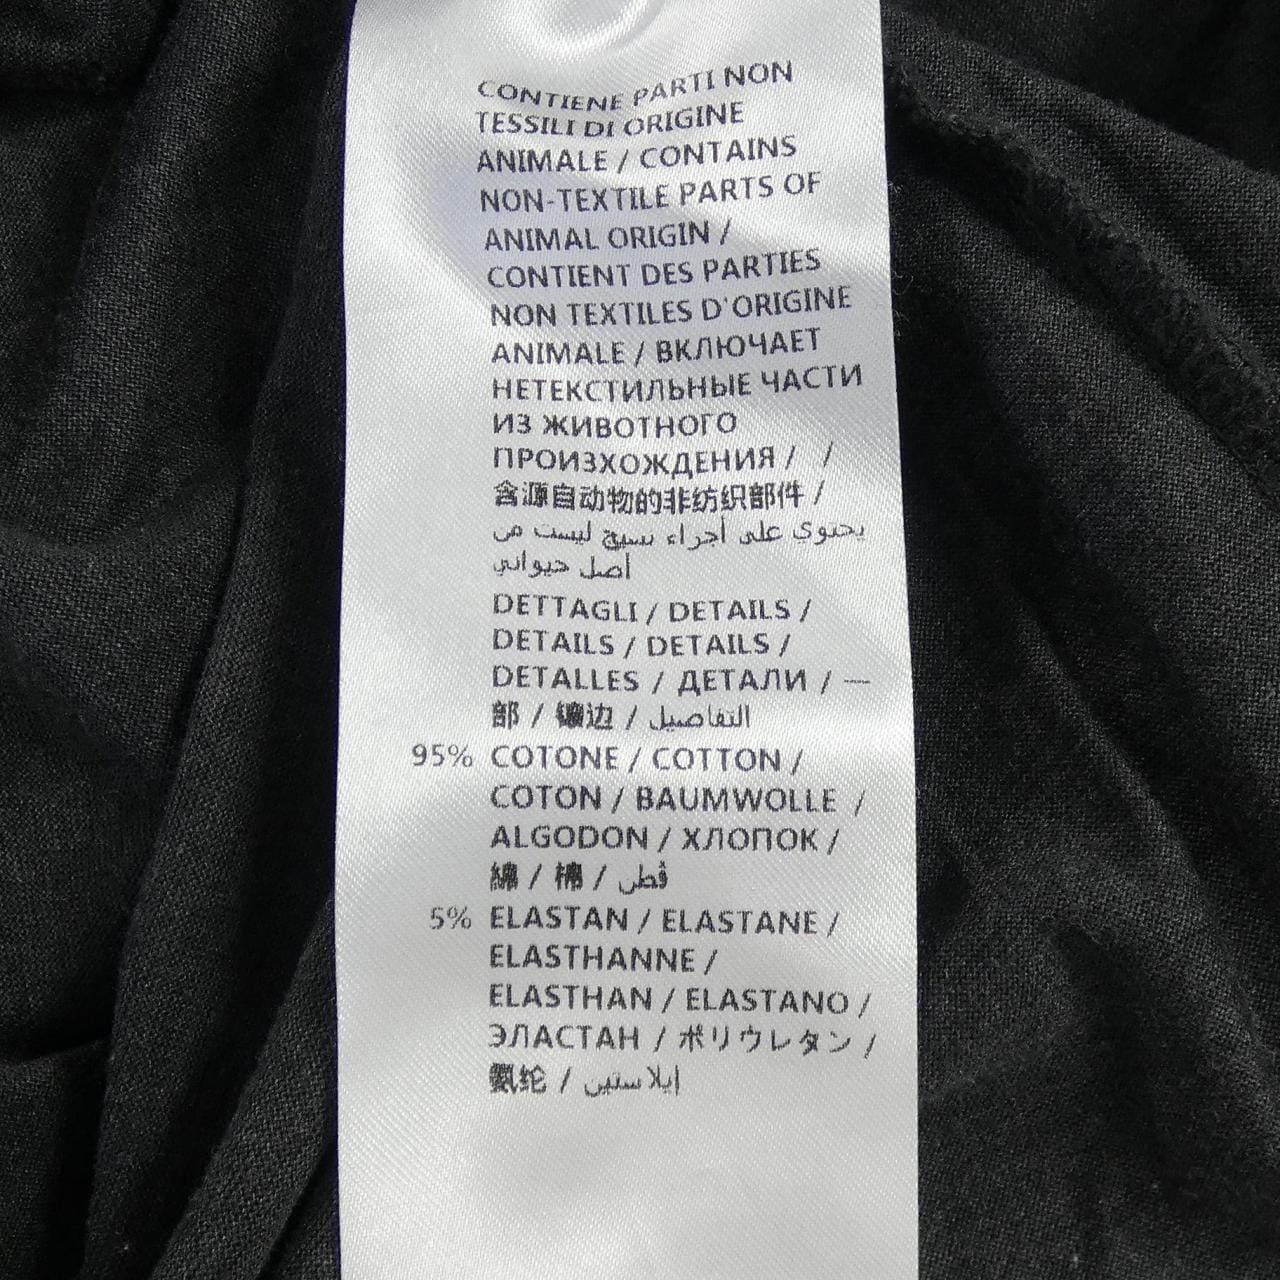 CONTIENE PARTI NON
TESSILI DI ORIGINE
ANIMALE / CONTAINS
NON-TEXTILE PARTS OF
ANIMAL ORIGIN /
CONTIENT DES PARTIES
NON TEXTILES D'ORIGINE
ANIMALE / ВКЛЮЧАЕТ
НЕТЕКСТИЛЬНЫЕ ЧАСТИ
ИЗ ЖИВОТНОГО
ПРОИЗХОЖДЕНИЯ / /
含源自动物的非纺织部件 /
يحتوي على أجراء نسيج ليست من
أصل حيواني
DETTAGLI / DETAILS /
DETAILS / DETAILS /
DETALLES / ДЕТАЛИ / 一
部 / 镶边 / التفاصيل
95% COTONE / COTTON /
COTON / BAUMWOLLE /
ALGODON / ХЛОПОК /
綿 / 棉 / قطن
5% ELASTAN / ELASTANE /
ELASTHANNE /
ELASTHAN / ELASTANO /
ЭЛАСТАН / ポリウレタン /
氨纶 / إيلاستين